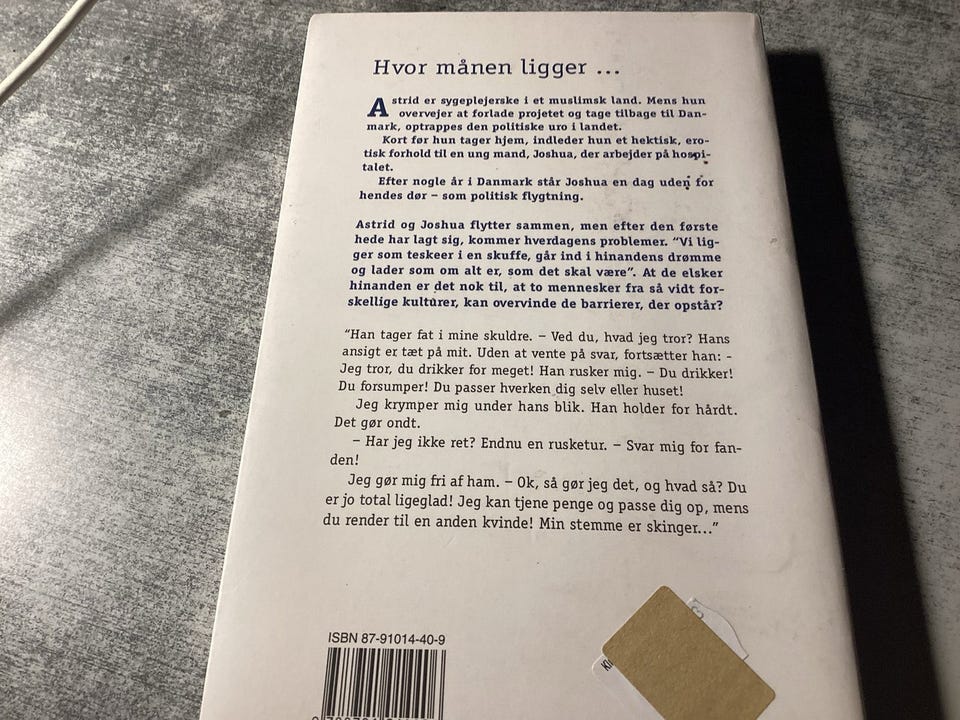 Hvor månen ligger ...
Astrid er sygeplejerske i et muslimsk land. Mens hun
overvejer at forlade projetet og tage tilbage til Dan-
mark, optrappes den politiske uro i landet.
Kort før hun tager hjem, indleder hun et hektisk, ero-
tisk forhold til en ung mand, Joshua, der arbejder på hospi-
talet.
Efter nogle år i Danmark står Joshua en dag uden for
hendes dør – som politisk flygtning.
Astrid og Joshua flytter sammen, men efter den første
hede har lagt sig, kommer hverdagens problemer. "Vi lig-
ger som teskeer i en skuffe, går ind i hinandens drømme
og lader som om alt er, som det skal være". At de elsker
hinanden er det nok til, at to mennesker fra så vidt for-
skellige kulturer, kan overvinde de barrierer, der opstår?
"Han tager fat i mine skuldre. – Ved du, hvad jeg tror? Hans
ansigt er tæt på mit. Uden at vente på svar, fortsætter han: -
Jeg tror, du drikker for meget! Han rusker mig. – Du drikker!
Du forsumper! Du passer hverken dig selv eller huset!
Jeg krymper mig under hans blik. Han holder for hårdt.
Det gør ondt.
– Har jeg ikke ret? Endnu en rusketur. – Svar mig for fan-
den!
Jeg gør mig fri af ham. – Ok, så gør jeg det, og hvad så? Du
er jo total ligeglad! Jeg kan tjene penge og passe dig op, mens
du render til en anden kvinde! Min stemme er skinger..."
ISBN 87-91014-40-9